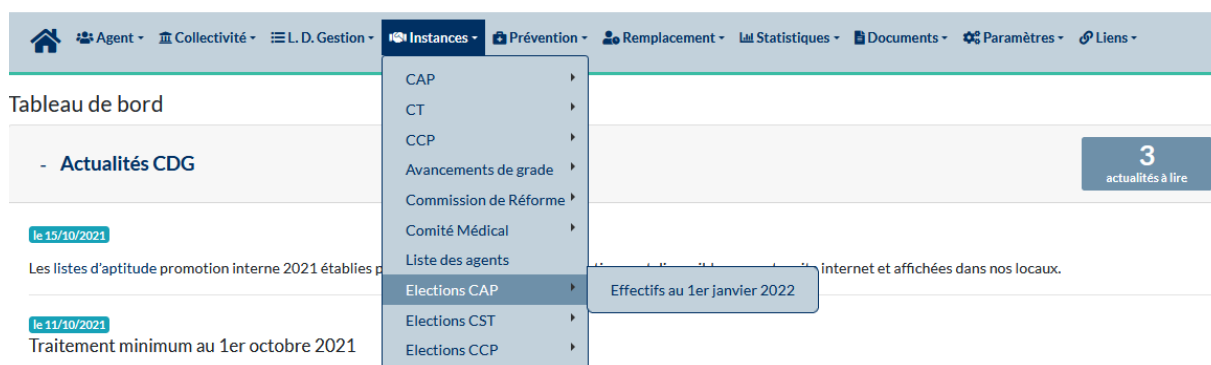 Agent Collectivité L. D. Gestion Instances Prévention Remplacement Statistiques Documents Paramètres Liens
CAP
Tableau de bord
CT
CCP
- Actualités CDG
3
actualités à lire
Avancements de grade
Commission de Réforme
le 15/10/2021
Comité Médical
Liste des agents
Les listes d'aptitude promotion interne 2021 établies internet et affichées dans nos locaux.
Elections CAP
Effectifs au 1er janvier 2022
le 11/10/2021
Elections CST
Traitement minimum au 1er octobre 2021
Elections CCP